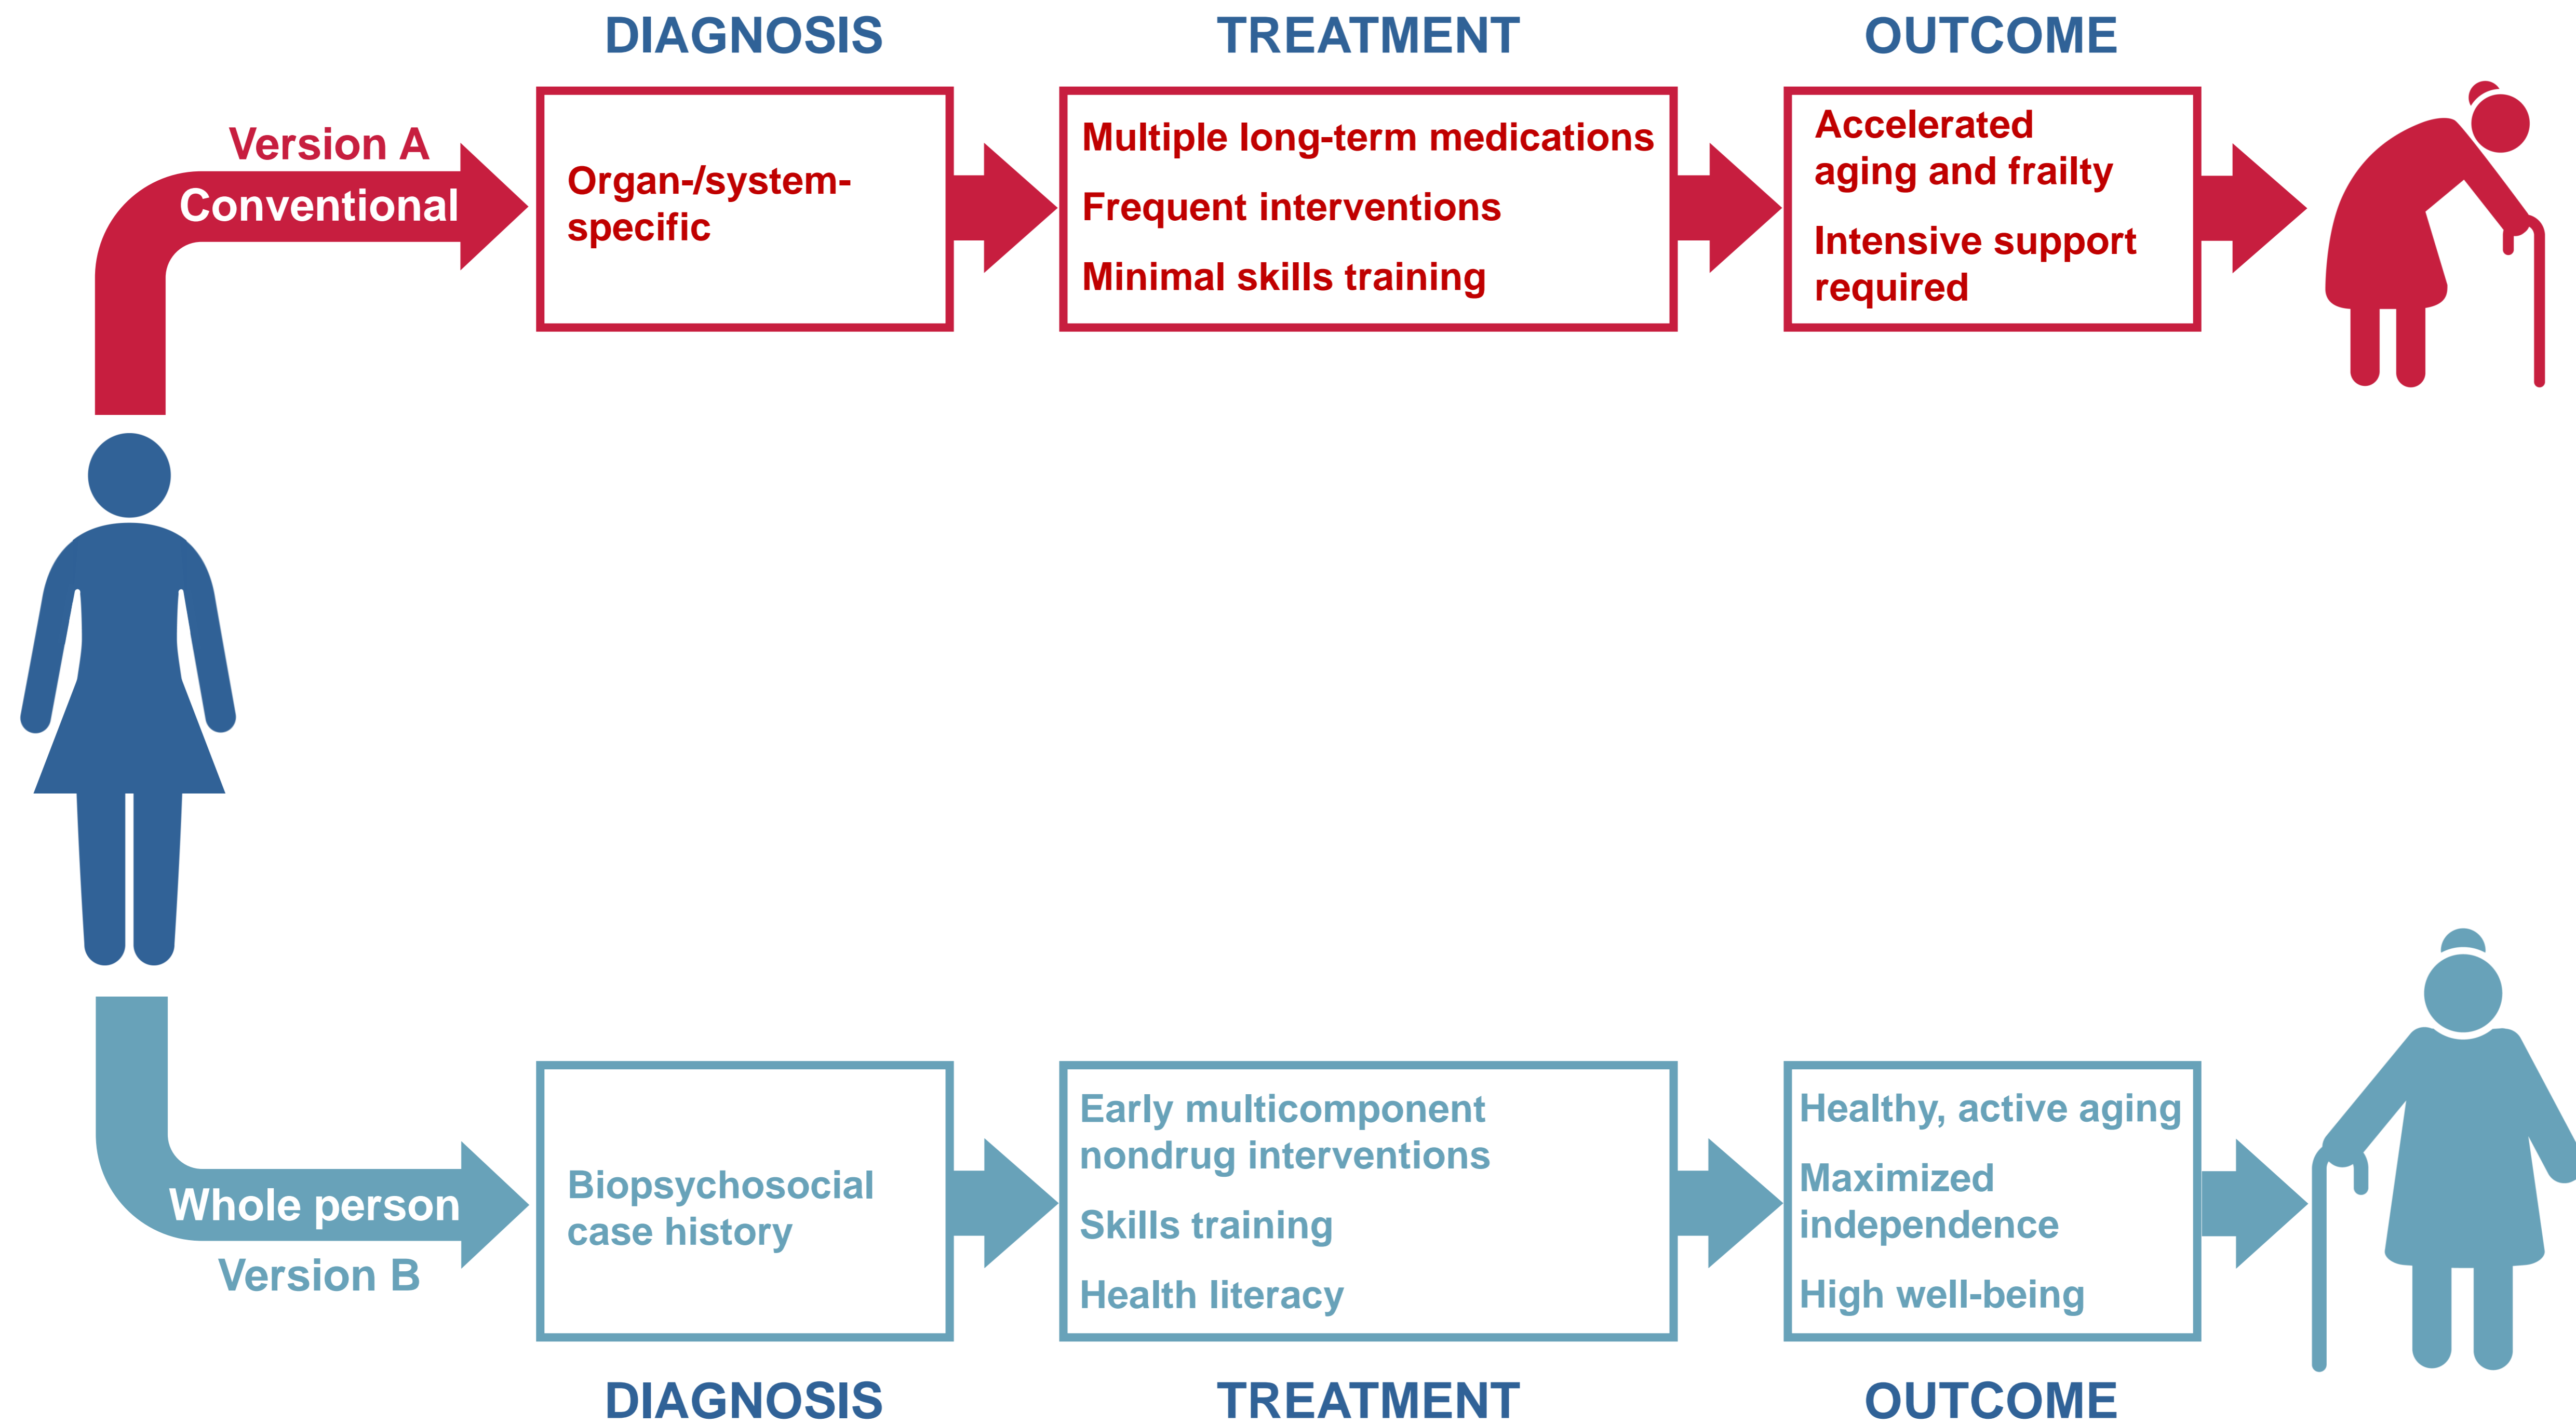 DIAGNOSIS
TREATMENT
OUTCOME
Version A
Conventional
Organ-/system-
specific
Multiple long-term medications
Frequent interventions
Minimal skills training
Accelerated
aging and frailty
Intensive support
required
Whole person
Version B
Biopsychosocial
case history
Early multicomponent
nondrug interventions
Skills training
Health literacy
Healthy, active aging
Maximized
independence
High well-being
DIAGNOSIS
TREATMENT
OUTCOME